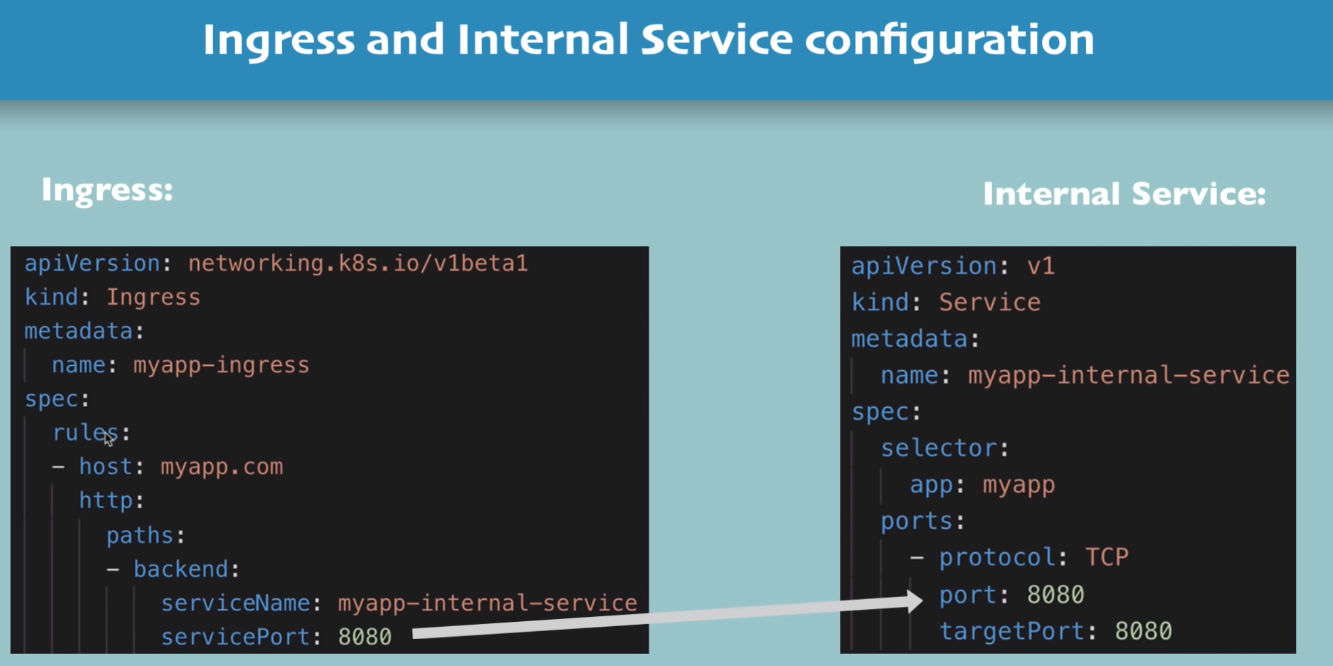 Ingress and Internal Service configuration
Ingress:
apiVersion: networking.k8s.io/v1beta1
kind: Ingress
metadata:
name: myapp-ingress
spec:
rules:
- host: myapp.com
http:
paths:
- backend:
serviceName: myapp-internal-service
servicePort: 8080
Internal Service:
apiVersion: v1
kind: Service
metadata:
name: myapp-internal-service
spec:
selector:
app: myapp
ports:
- protocol: TCP
port: 8080
targetPort: 8080